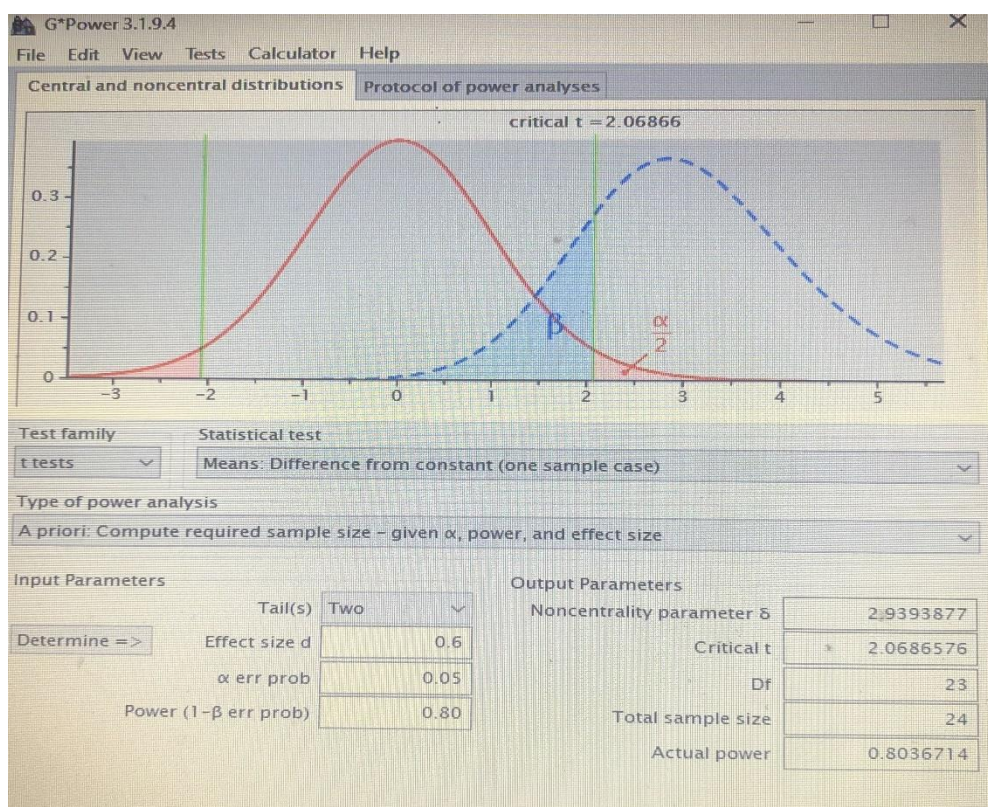 G*Power 3.1.9.4
File Edit View Tests Calculator Help
Central and noncentral distributions Protocol of power analyses
critical t = 2.06866
0.3
0.2
0.1
0
β
α
2
-3 -2 -1 0 1 2 3 4 5
Test family Statistical test
t tests Means: Difference from constant (one sample case)
Type of power analysis
A priori: Compute required sample size - given α, power, and effect size
Input Parameters Output Parameters
Tail(s) Two Noncentrality parameter δ 2.9393877
Determine => Effect size d 0.6 Critical t 2.0686576
α err prob 0.05 Df 23
Power (1-β err prob) 0.80 Total sample size 24
Actual power 0.8036714